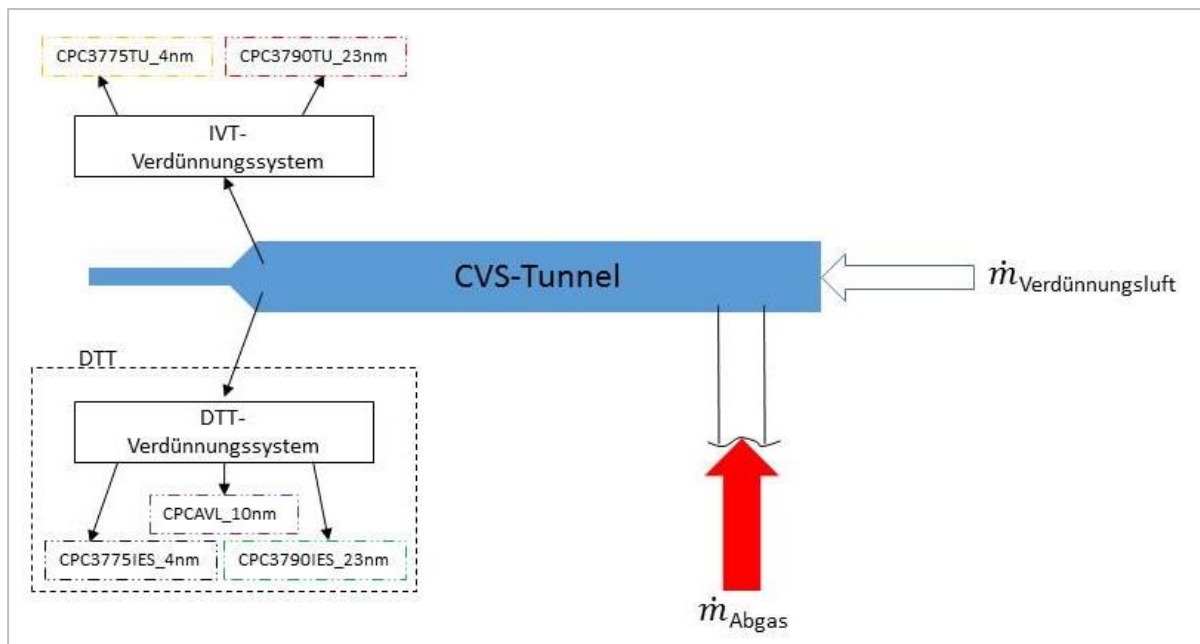 CPC3775TU_4nm
CPC3790TU_23nm
IVT-
Verdünnungssystem
CVS-Tunnel
ṁVerdünnungsluft
DTT
DTT-
Verdünnungssystem
CPCAVL_10nm
CPC3775IES_4nm
CPC3790IES_23nm
ṁAbgas